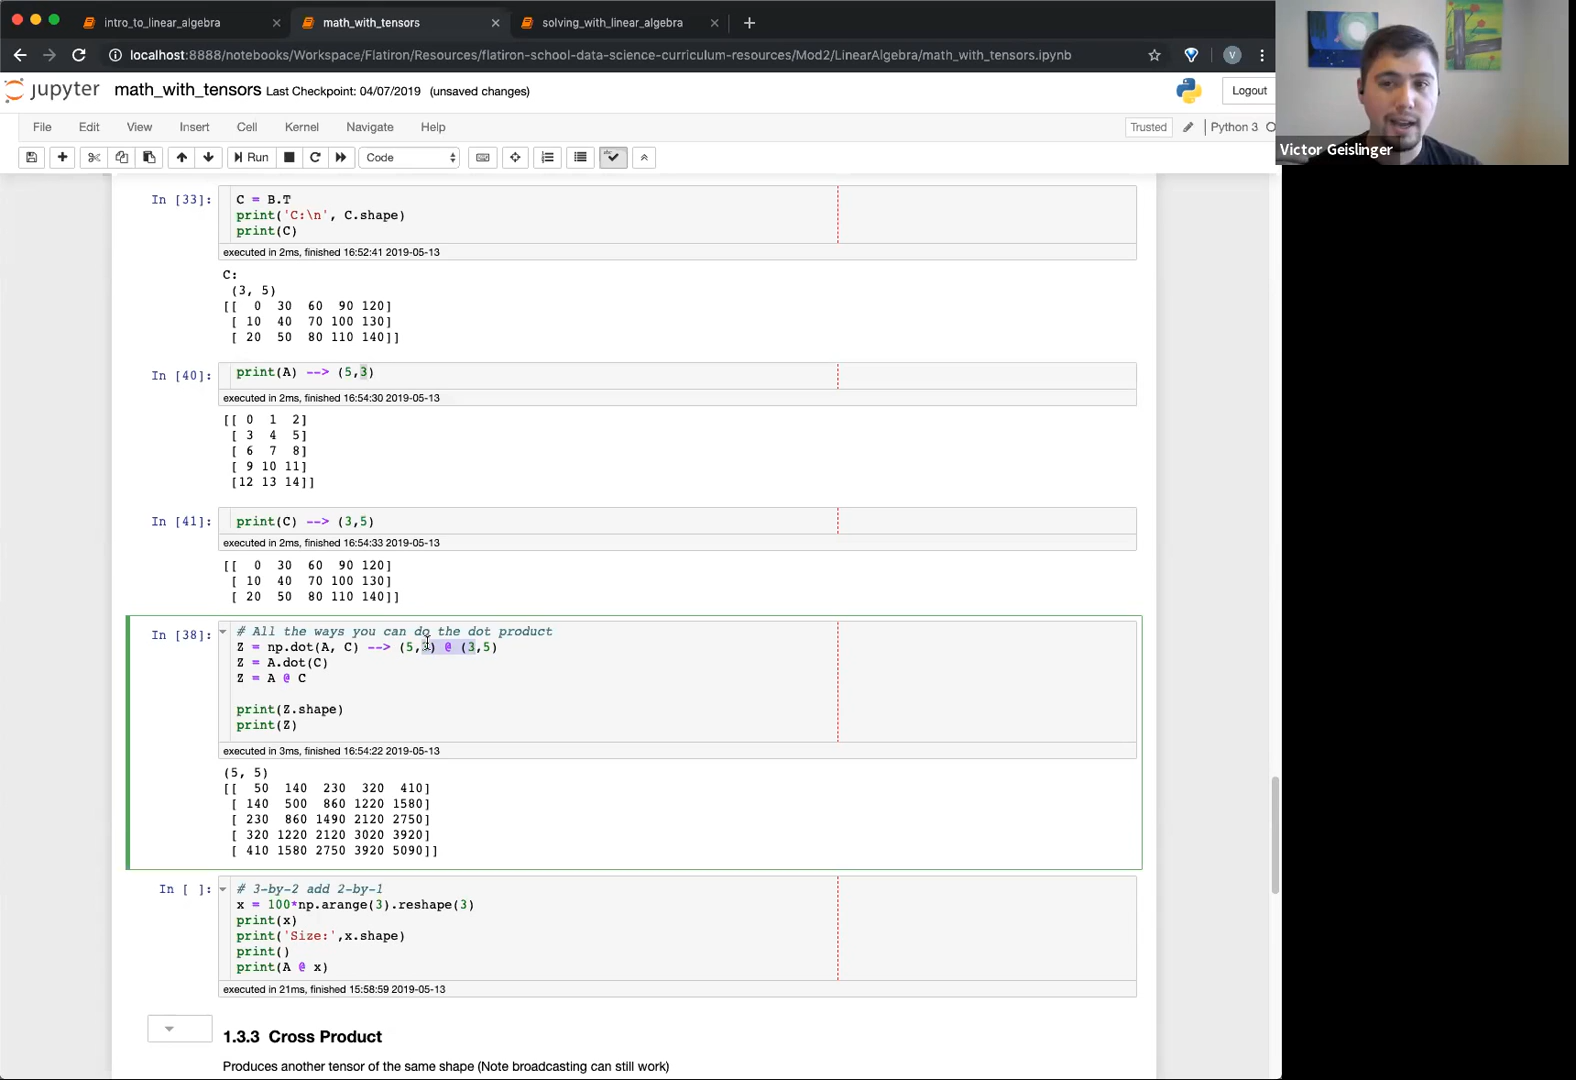 intro_to_linear_algebra
math_with_tensors
solving_with_linear_algebra
localhost:8888/notebooks/Workspace/Flatiron/Resources/flatiron-school-data-science-curriculum-resources/Mod2/LinearAlgebra/math_with_tensors.ipynb
V
jupyter math_with_tensors Last Checkpoint: 04/07/2019 (unsaved changes)
Logout
File Edit View Insert Cell Kernel Navigate Help
Trusted
Python 3
Victor Geislinger
Run
Code
In [33]:
C = B.T
print('C:\n', C.shape)
print(C)
executed in 2ms, finished 16:52:41 2019-05-13
C:
(3, 5)
[[ 0 30 60 90 120]
[ 10 40 70 100 130]
[ 20 50 80 110 140]]
In [40]:
print(A) --> (5,3)
executed in 2ms, finished 16:54:30 2019-05-13
[[ 0 1 2]
[ 3 4 5]
[ 6 7 8]
[ 9 10 11]
[12 13 14]]
In [41]:
print(C) --> (3,5)
executed in 2ms, finished 16:54:33 2019-05-13
[[ 0 30 60 90 120]
[ 10 40 70 100 130]
[ 20 50 80 110 140]]
In [38]:
# All the ways you can do the dot product
Z = np.dot(A, C) --> (5,3) @ (3,5)
Z = A.dot(C)
Z = A @ C
print(Z.shape)
print(Z)
executed in 3ms, finished 16:54:22 2019-05-13
(5, 5)
[[ 50 140 230 320 410]
[ 140 500 860 1220 1580]
[ 230 860 1490 2120 2750]
[ 320 1220 2120 3020 3920]
[ 410 1580 2750 3920 5090]]
In [ ]:
# 3-by-2 add 2-by-1
x = 100*np.arange(3).reshape(3)
print(x)
print('Size:',x.shape)
print()
print(A @ x)
executed in 21ms, finished 15:58:59 2019-05-13
1.3.3 Cross Product
Produces another tensor of the same shape (Note broadcasting can still work)